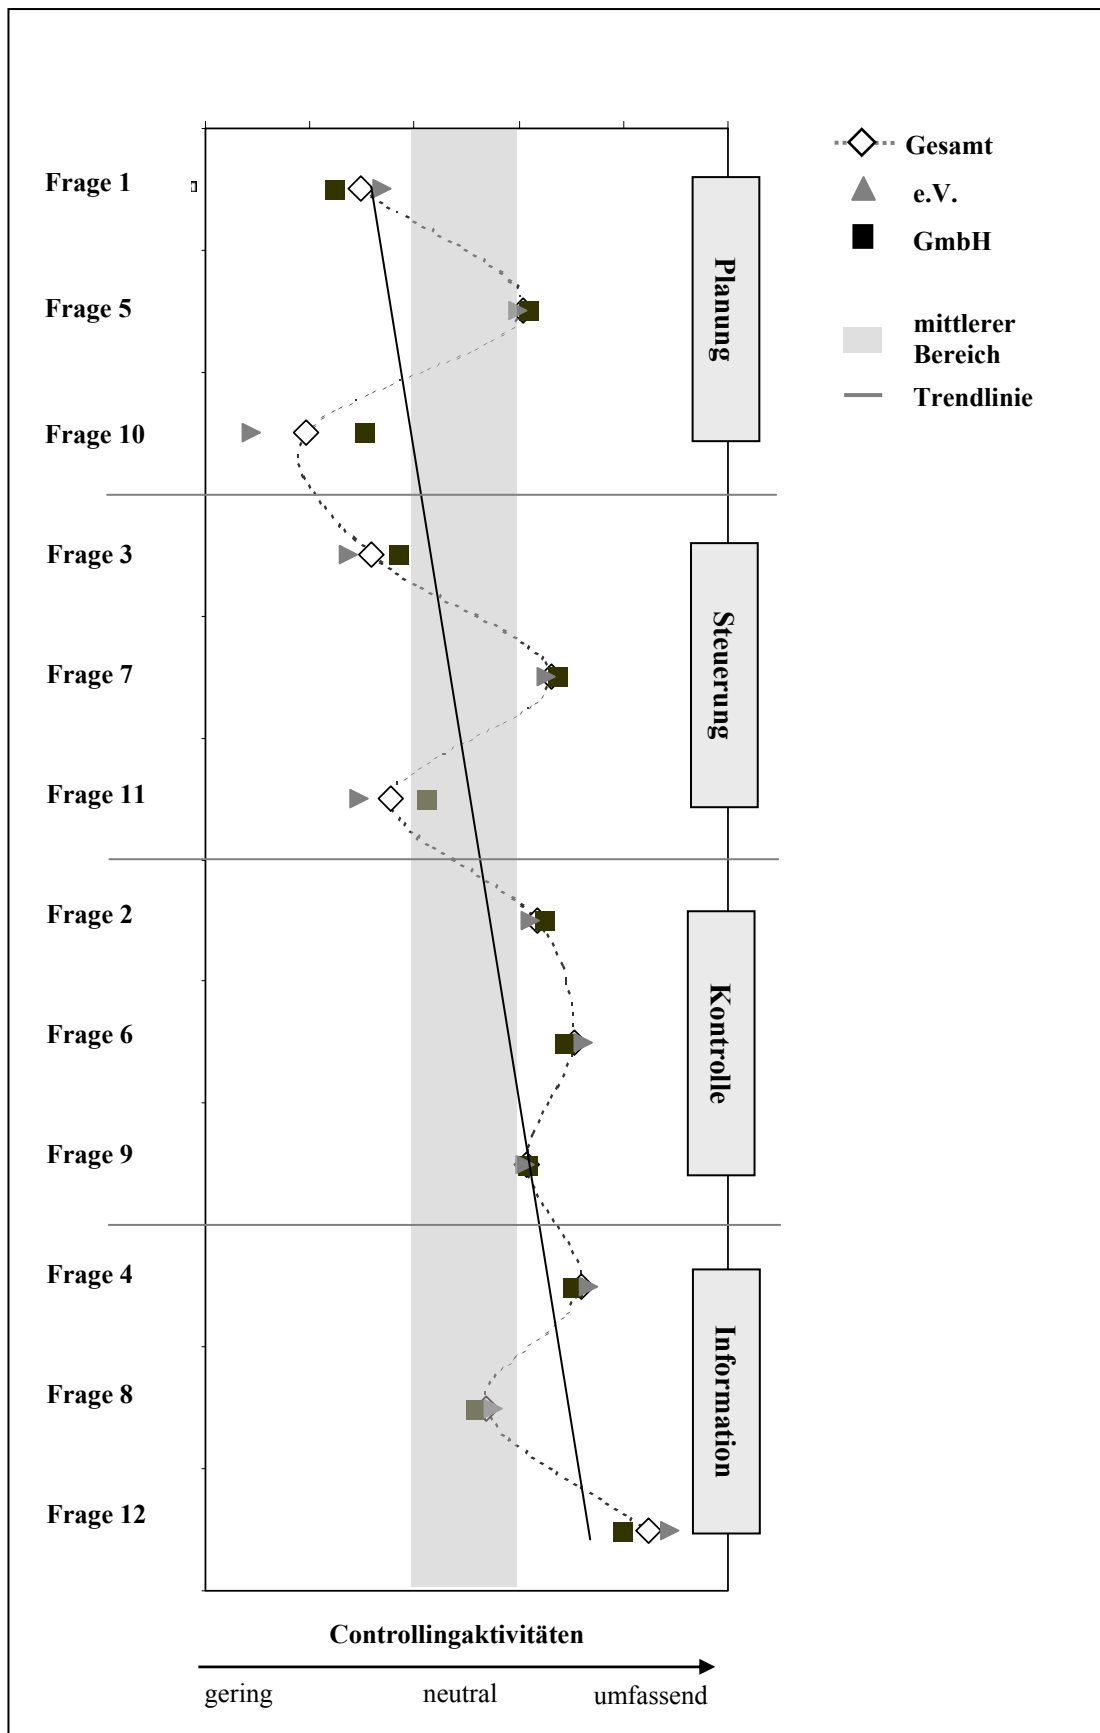 Gesamt
e.V.
GmbH
mittlerer
Bereich
Trendlinie
Frage 1
Frage 5
Frage 10
Planung
Frage 3
Frage 7
Frage 11
Steuerung
Frage 2
Frage 6
Frage 9
Kontrolle
Frage 4
Frage 8
Frage 12
Information
Controllingaktivitäten
gering neutral umfassend